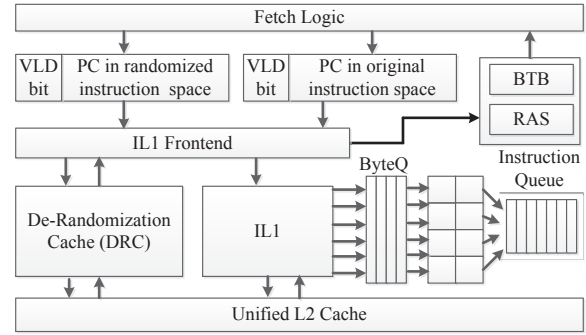 Fetch Logic
VLD
bit
PC in randomized
instruction space
VLD
bit
PC in original
instruction space
BTB
RAS
IL1 Frontend
ByteQ
Instruction
Queue
De-Randomization
Cache (DRC)
IL1
Unified L2 Cache